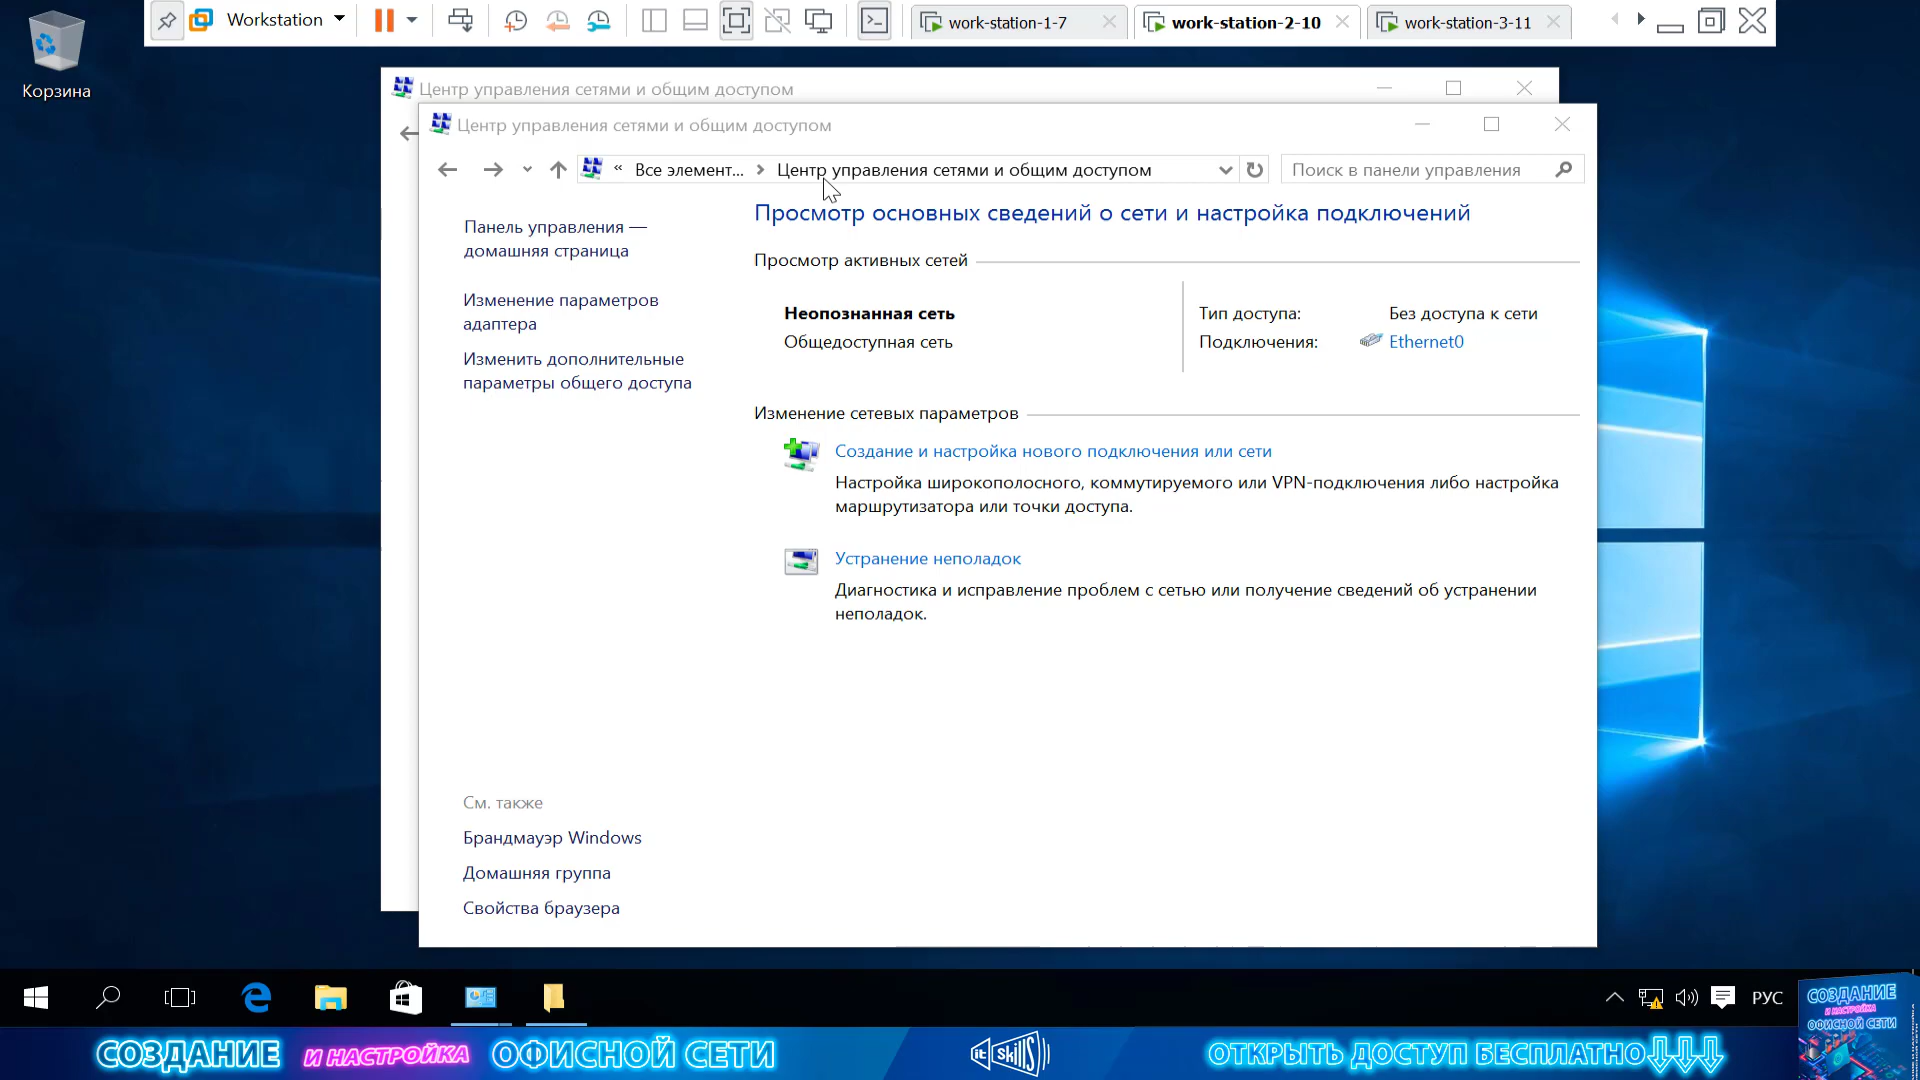 Workstation
work-station-1-7
work-station-2-10
work-station-3-11
Корзина
Центр управления сетями и общим доступом
Центр управления сетями и общим доступом
« Все элемент... > Центр управления сетями и общим доступом
Поиск в панели управления
Панель управления —
домашняя страница
Изменение параметров
адаптера
Изменить дополнительные
параметры общего доступа
Просмотр основных сведений о сети и настройка подключений
Просмотр активных сетей
Неопознанная сеть
Общедоступная сеть
Тип доступа: Без доступа к сети
Подключения: Ethernet0
Изменение сетевых параметров
Создание и настройка нового подключения или сети
Настройка широкополосного, коммутируемого или VPN-подключения либо настройка
маршрутизатора или точки доступа.
Устранение неполадок
Диагностика и исправление проблем с сетью или получение сведений об устранении
неполадок.
См. также
Брандмауэр Windows
Домашняя группа
Свойства браузера
РУС
СОЗДАНИЕ И НАСТРОЙКА ОФИСНОЙ СЕТИ
it skills
ОТКРЫТЬ ДОСТУП БЕСПЛАТНО
СОЗДАНИЕ
И НАСТРОЙКА
ОФИСНОЙ СЕТИ